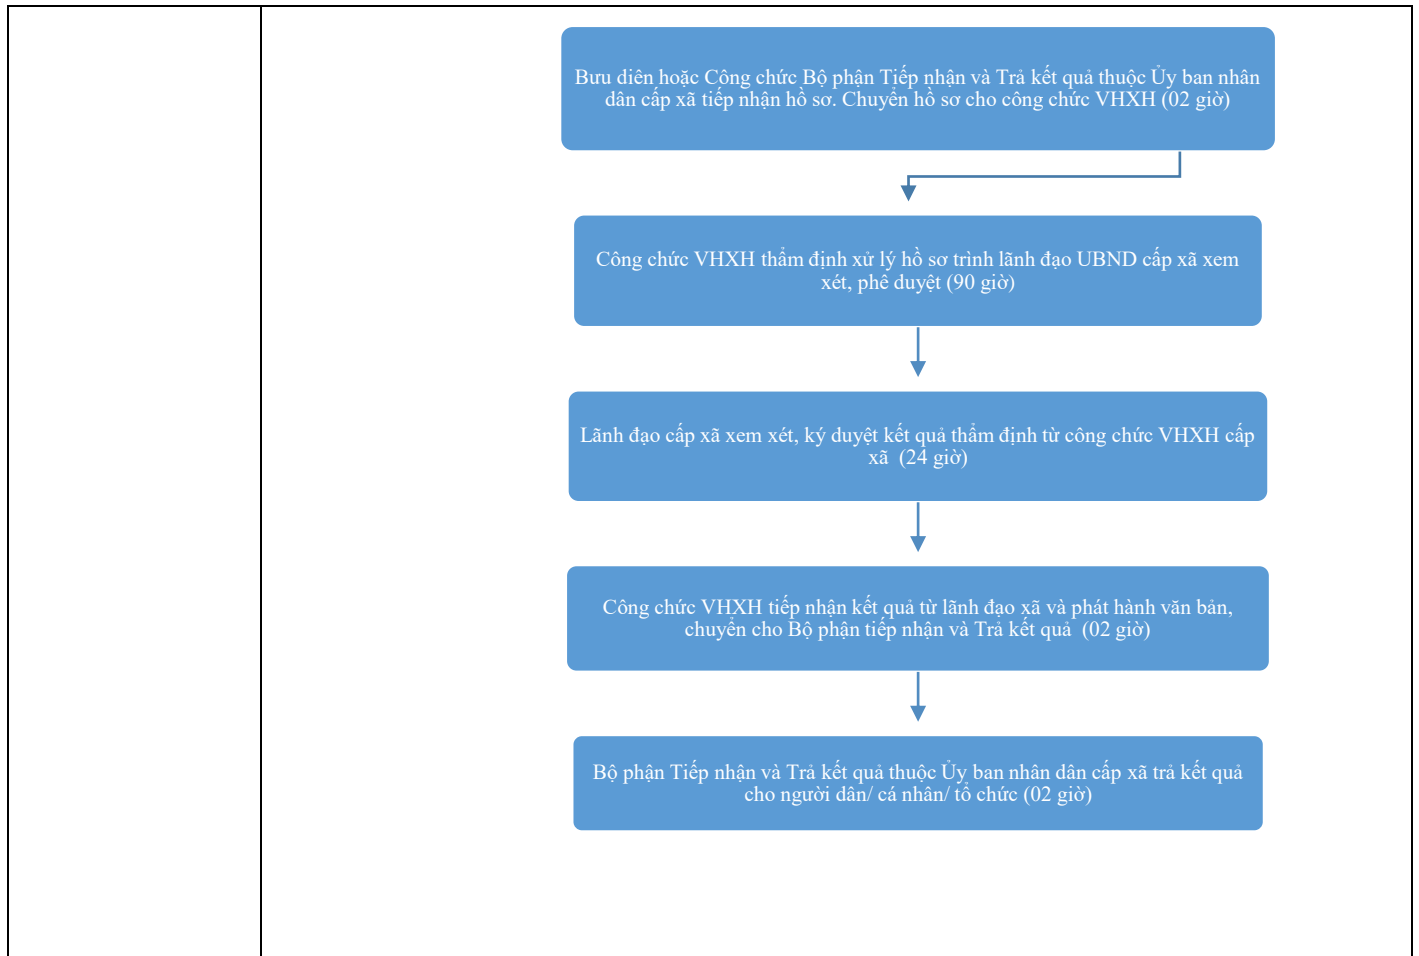 Bưu diên hoặc Công chức Bộ phận Tiếp nhận và Trả kết quả thuộc Ủy ban nhân
dân cấp xã tiếp nhận hồ sơ. Chuyển hồ sơ cho công chức VHXH (02 giờ)
Công chức VHXH thẩm định xử lý hồ sơ trình lãnh đạo UBND cấp xã xem
xét, phê duyệt (90 giờ)
Lãnh đạo cấp xã xem xét, ký duyệt kết quả thẩm định từ công chức VHXH cấp
xã  (24 giờ)
Công chức VHXH tiếp nhận kết quả từ lãnh đạo xã và phát hành văn bản,
chuyển cho Bộ phận tiếp nhận và Trả kết quả  (02 giờ)
Bộ phận Tiếp nhận và Trả kết quả thuộc Ủy ban nhân dân cấp xã trả kết quả
cho người dân/ cá nhân/ tổ chức (02 giờ)